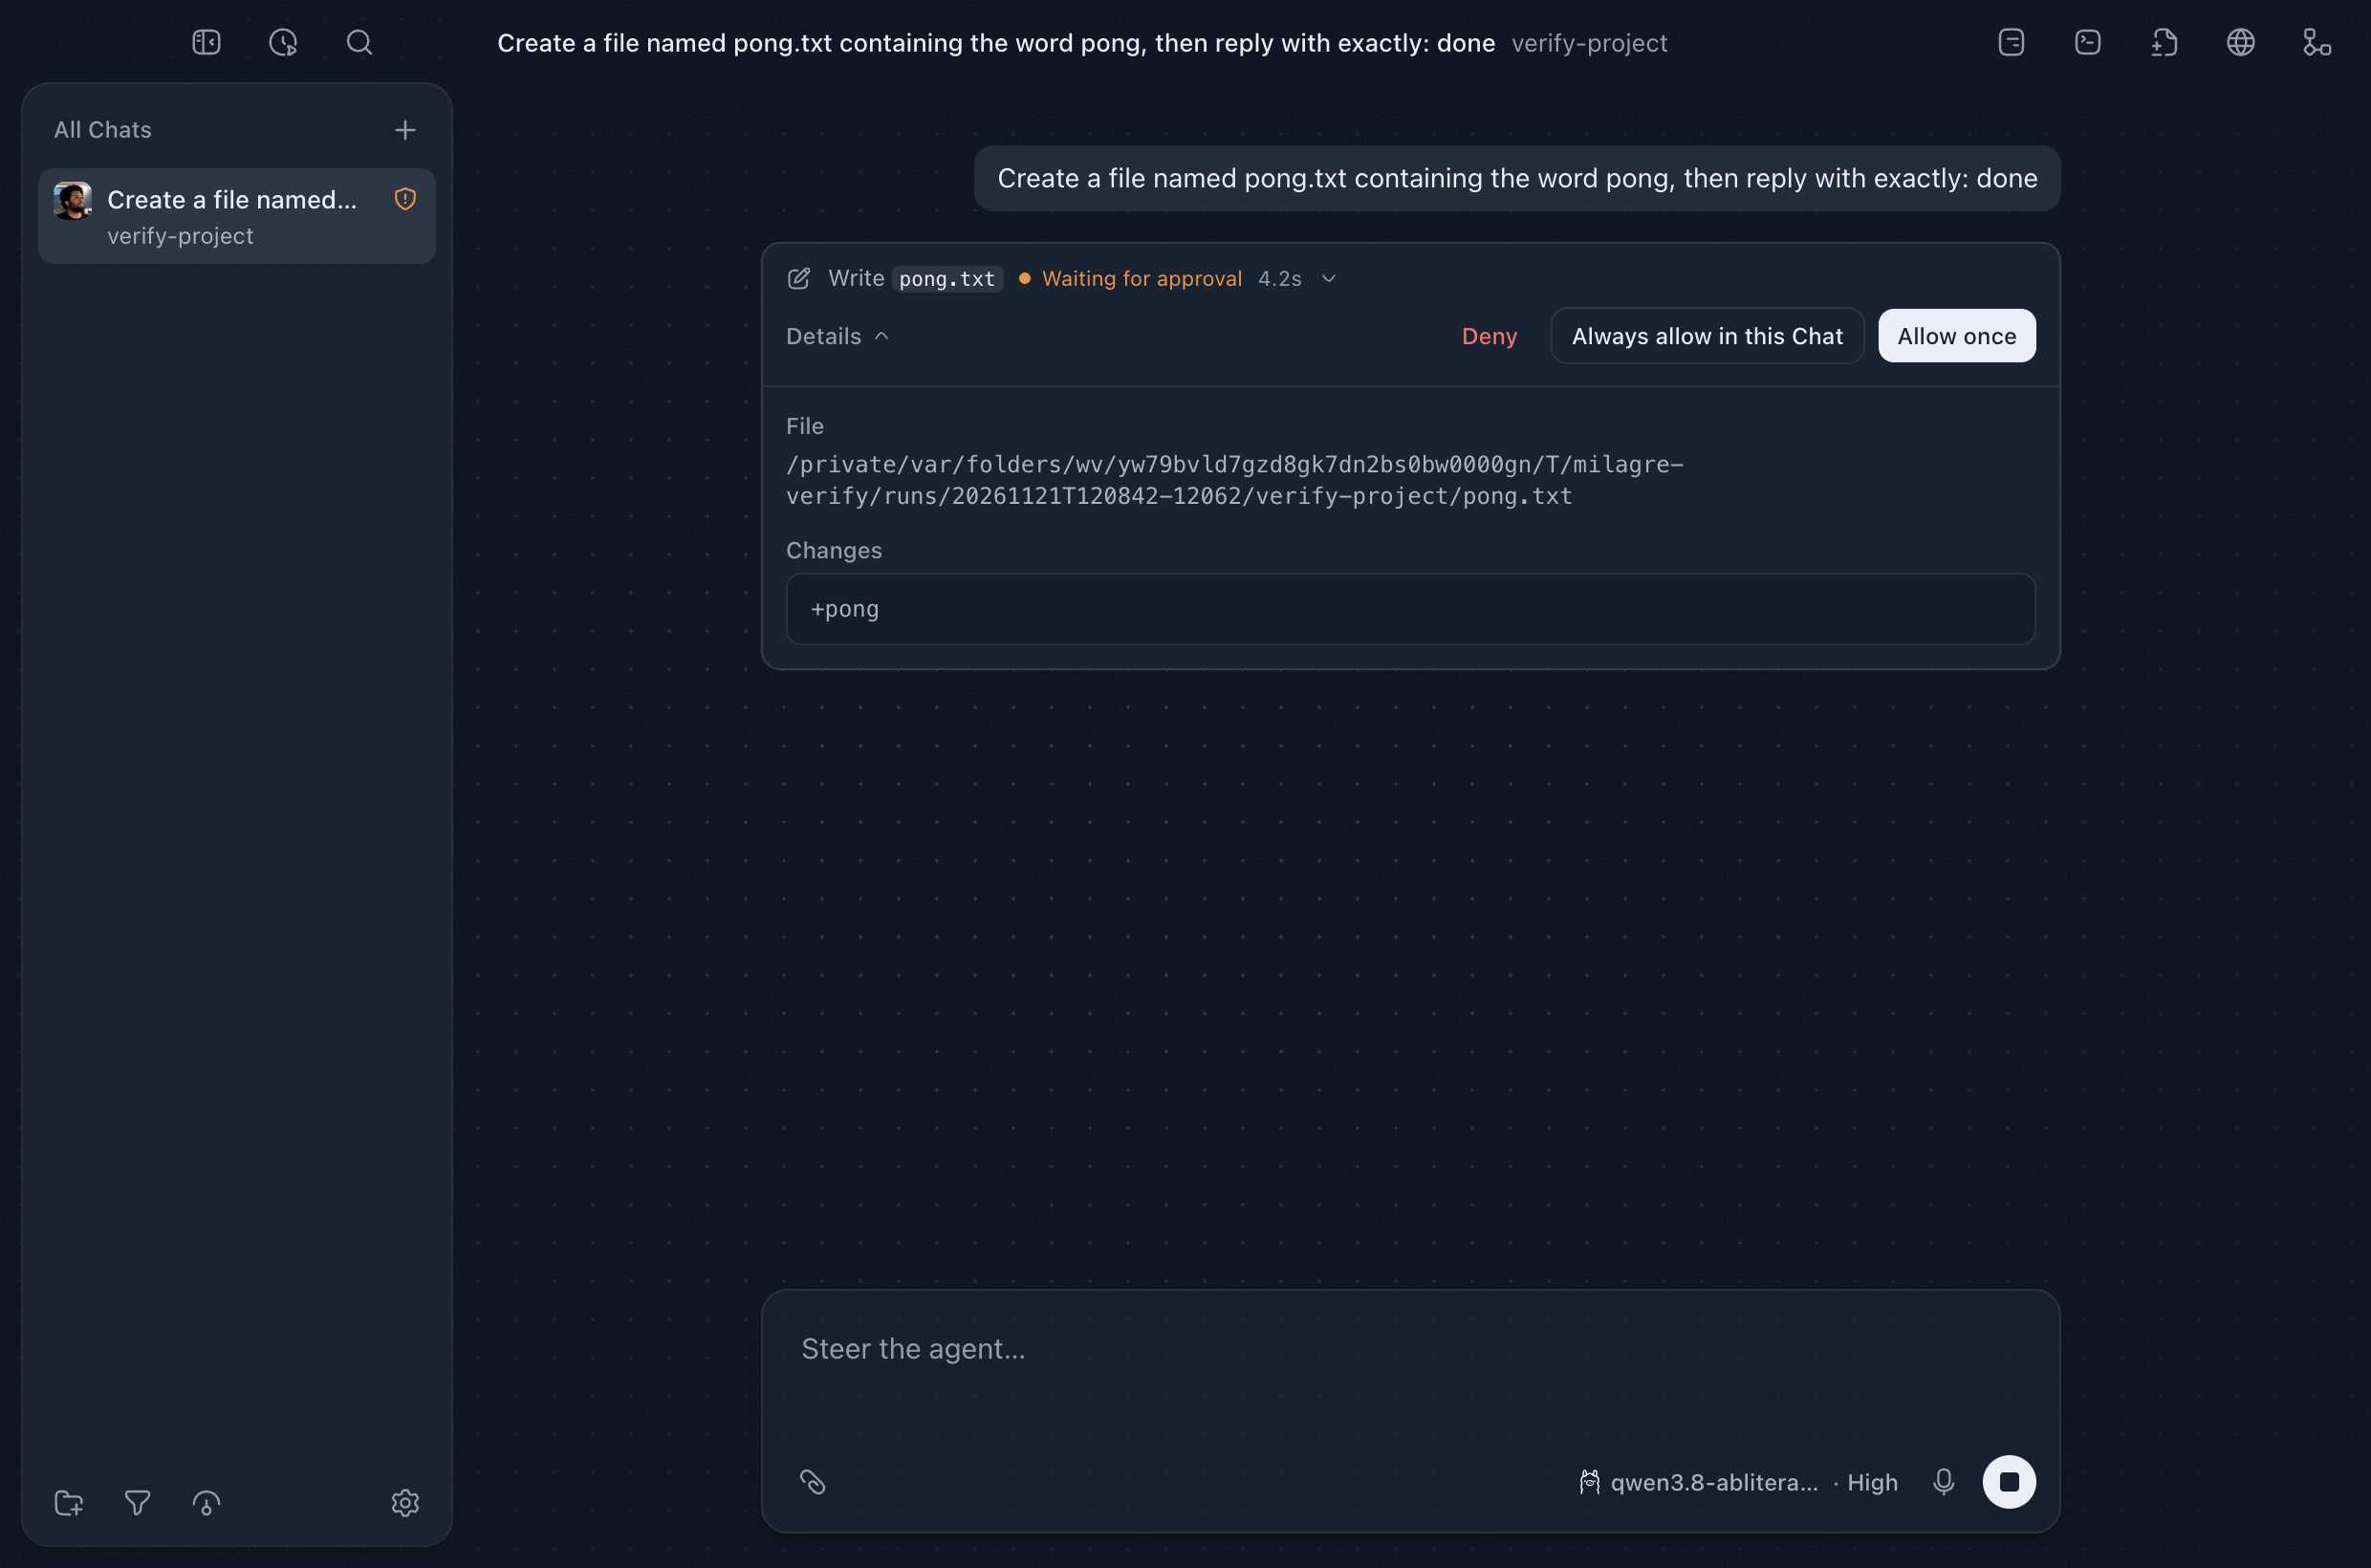 Create a file named pong.txt containing the word pong, then reply with exactly: done verify-project
All Chats
Create a file named...
verify-project
Create a file named pong.txt containing the word pong, then reply with exactly: done
Write pong.txt Waiting for approval 4.2s
Details Deny Always allow in this Chat Allow once
File
/private/var/folders/wv/yw79bvld7gzd8gk7dn2bs0bw0000gn/T/milagre-
verify/runs/20261121T120842-12062/verify-project/pong.txt
Changes
+pong
Steer the agent...
qwen3.8-ablitera... · High